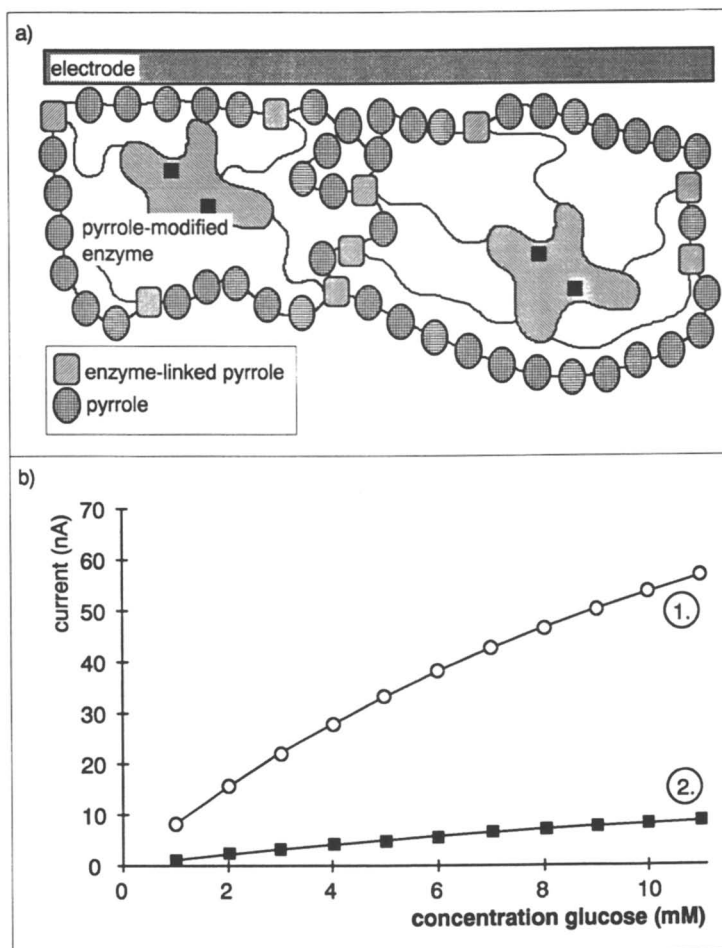 a)
electrode
pyrrole-modified
enzyme
enzyme-linked pyrrole
pyrrole
b)
current (nA)
70
60
50
40
30
20
10
0
1.
2.
0 2 4 6 8 10
concentration glucose (mM)